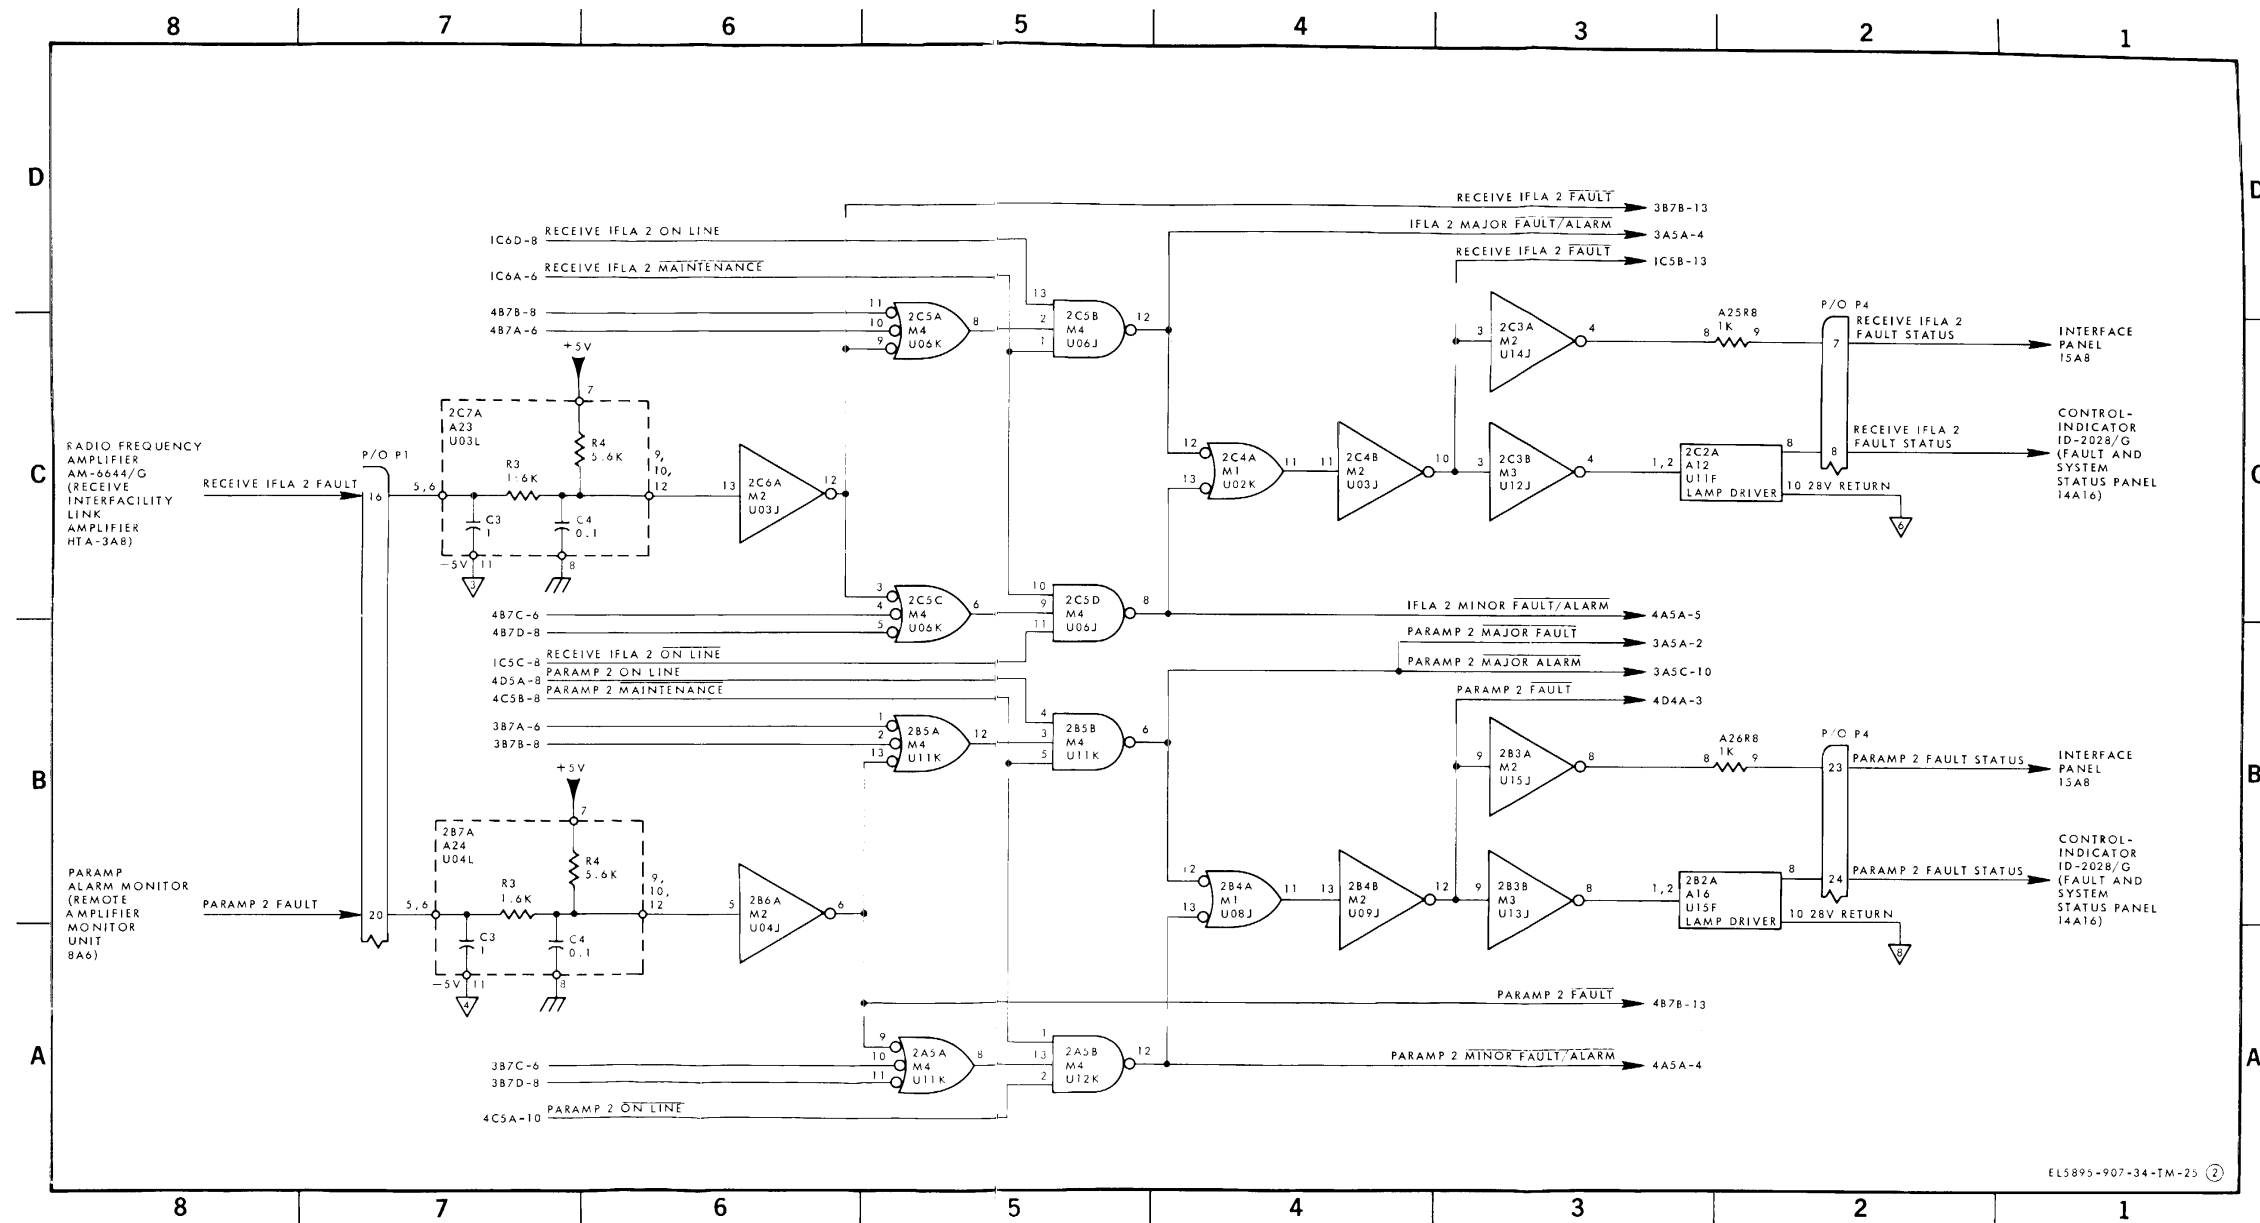 8 7 6 5 4 3 2 1
D
D
RECEIVE IFLA 2 FAULT
3B7B-13
IFLA 2 MAJOR FAULT/ALARM
3A5A-4
RECEIVE IFLA 2 FAULT
1C5B-13
1C6D-8
RECEIVE IFLA 2 ON LINE
1C6A-6
RECEIVE IFLA 2 MAINTENANCE
4B7B-8
4B7A-6
11
10
9
2C5A
M4
U06K
8
13
2
1
2C5B
M4
U06J
12
3
2C3A
M2
U14J
4
A25R8
1K
8 9
P/O P4
7
RECEIVE IFLA 2
FAULT STATUS
INTERFACE
PANEL
15A8
C
C
RADIO FREQUENCY
AMPLIFIER
AM-6644/G
(RECEIVE
INTERFACILITY
LINK
AMPLIFIER
HTA-3A8)
RECEIVE IFLA 2 FAULT
P/O P1
16
5,6
+5V
7
2C7A
A23
U03L
R3
1.6K
R4
5.6K
C3
1
C4
0.1
-5V 11
3
8
9,
10,
12
13
2C6A
M2
U03J
12
12
13
2C4A
M1
U02K
11
11
2C4B
M2
U03J
10
3
2C3B
M3
U12J
4
1,2
2C2A
A12
U11F
LAMP DRIVER
8
10 28V RETURN
6
8
RECEIVE IFLA 2
FAULT STATUS
CONTROL-
INDICATOR
ID-2028/G
(FAULT AND
SYSTEM
STATUS PANEL
14A16)
4B7C-6
4B7D-8
3
4
5
2C5C
M4
U06K
6
10
9
11
2C5D
M4
U06J
8
IFLA 2 MINOR FAULT/ALARM
4A5A-5
PARAMP 2 MAJOR FAULT
3A5A-2
PARAMP 2 MAJOR ALARM
3A5C-10
PARAMP 2 FAULT
4D4A-3
1C5C-8
RECEIVE IFLA 2 ON LINE
4D5A-8
PARAMP 2 ON LINE
4C5B-8
PARAMP 2 MAINTENANCE
3B7A-6
3B7B-8
1
2
13
2B5A
M4
U11K
12
4
3
5
2B5B
M4
U11K
6
9
2B3A
M2
U15J
8
A26R8
1K
8 9
P/O P4
23
PARAMP 2 FAULT STATUS
INTERFACE
PANEL
15A8
B
B
PARAMP
ALARM MONITOR
(REMOTE
AMPLIFIER
MONITOR
UNIT
8A6)
PARAMP 2 FAULT
20
5,6
+5V
7
2B7A
A24
U04L
R3
1.6K
R4
5.6K
C3
1
C4
0.1
-5V 11
4
8
9,
10,
12
5
2B6A
M2
U04J
6
12
13
2B4A
M1
U08J
11
13
2B4B
M2
U09J
12
9
2B3B
M3
U13J
8
1,2
2B2A
A16
U15F
LAMP DRIVER
8
10 28V RETURN
8
24
PARAMP 2 FAULT STATUS
CONTROL-
INDICATOR
ID-2028/G
(FAULT AND
SYSTEM
STATUS PANEL
14A16)
PARAMP 2 FAULT
4B7B-13
A
A
3B7C-6
3B7D-8
9
10
11
2A5A
M4
U11K
8
1
13
2
2A5B
M4
U12K
12
PARAMP 2 MINOR FAULT/ALARM
4A5A-4
4C5A-10
PARAMP 2 ON LINE
EL5895-907-34-TM-25 2
8 7 6 5 4 3 2 1